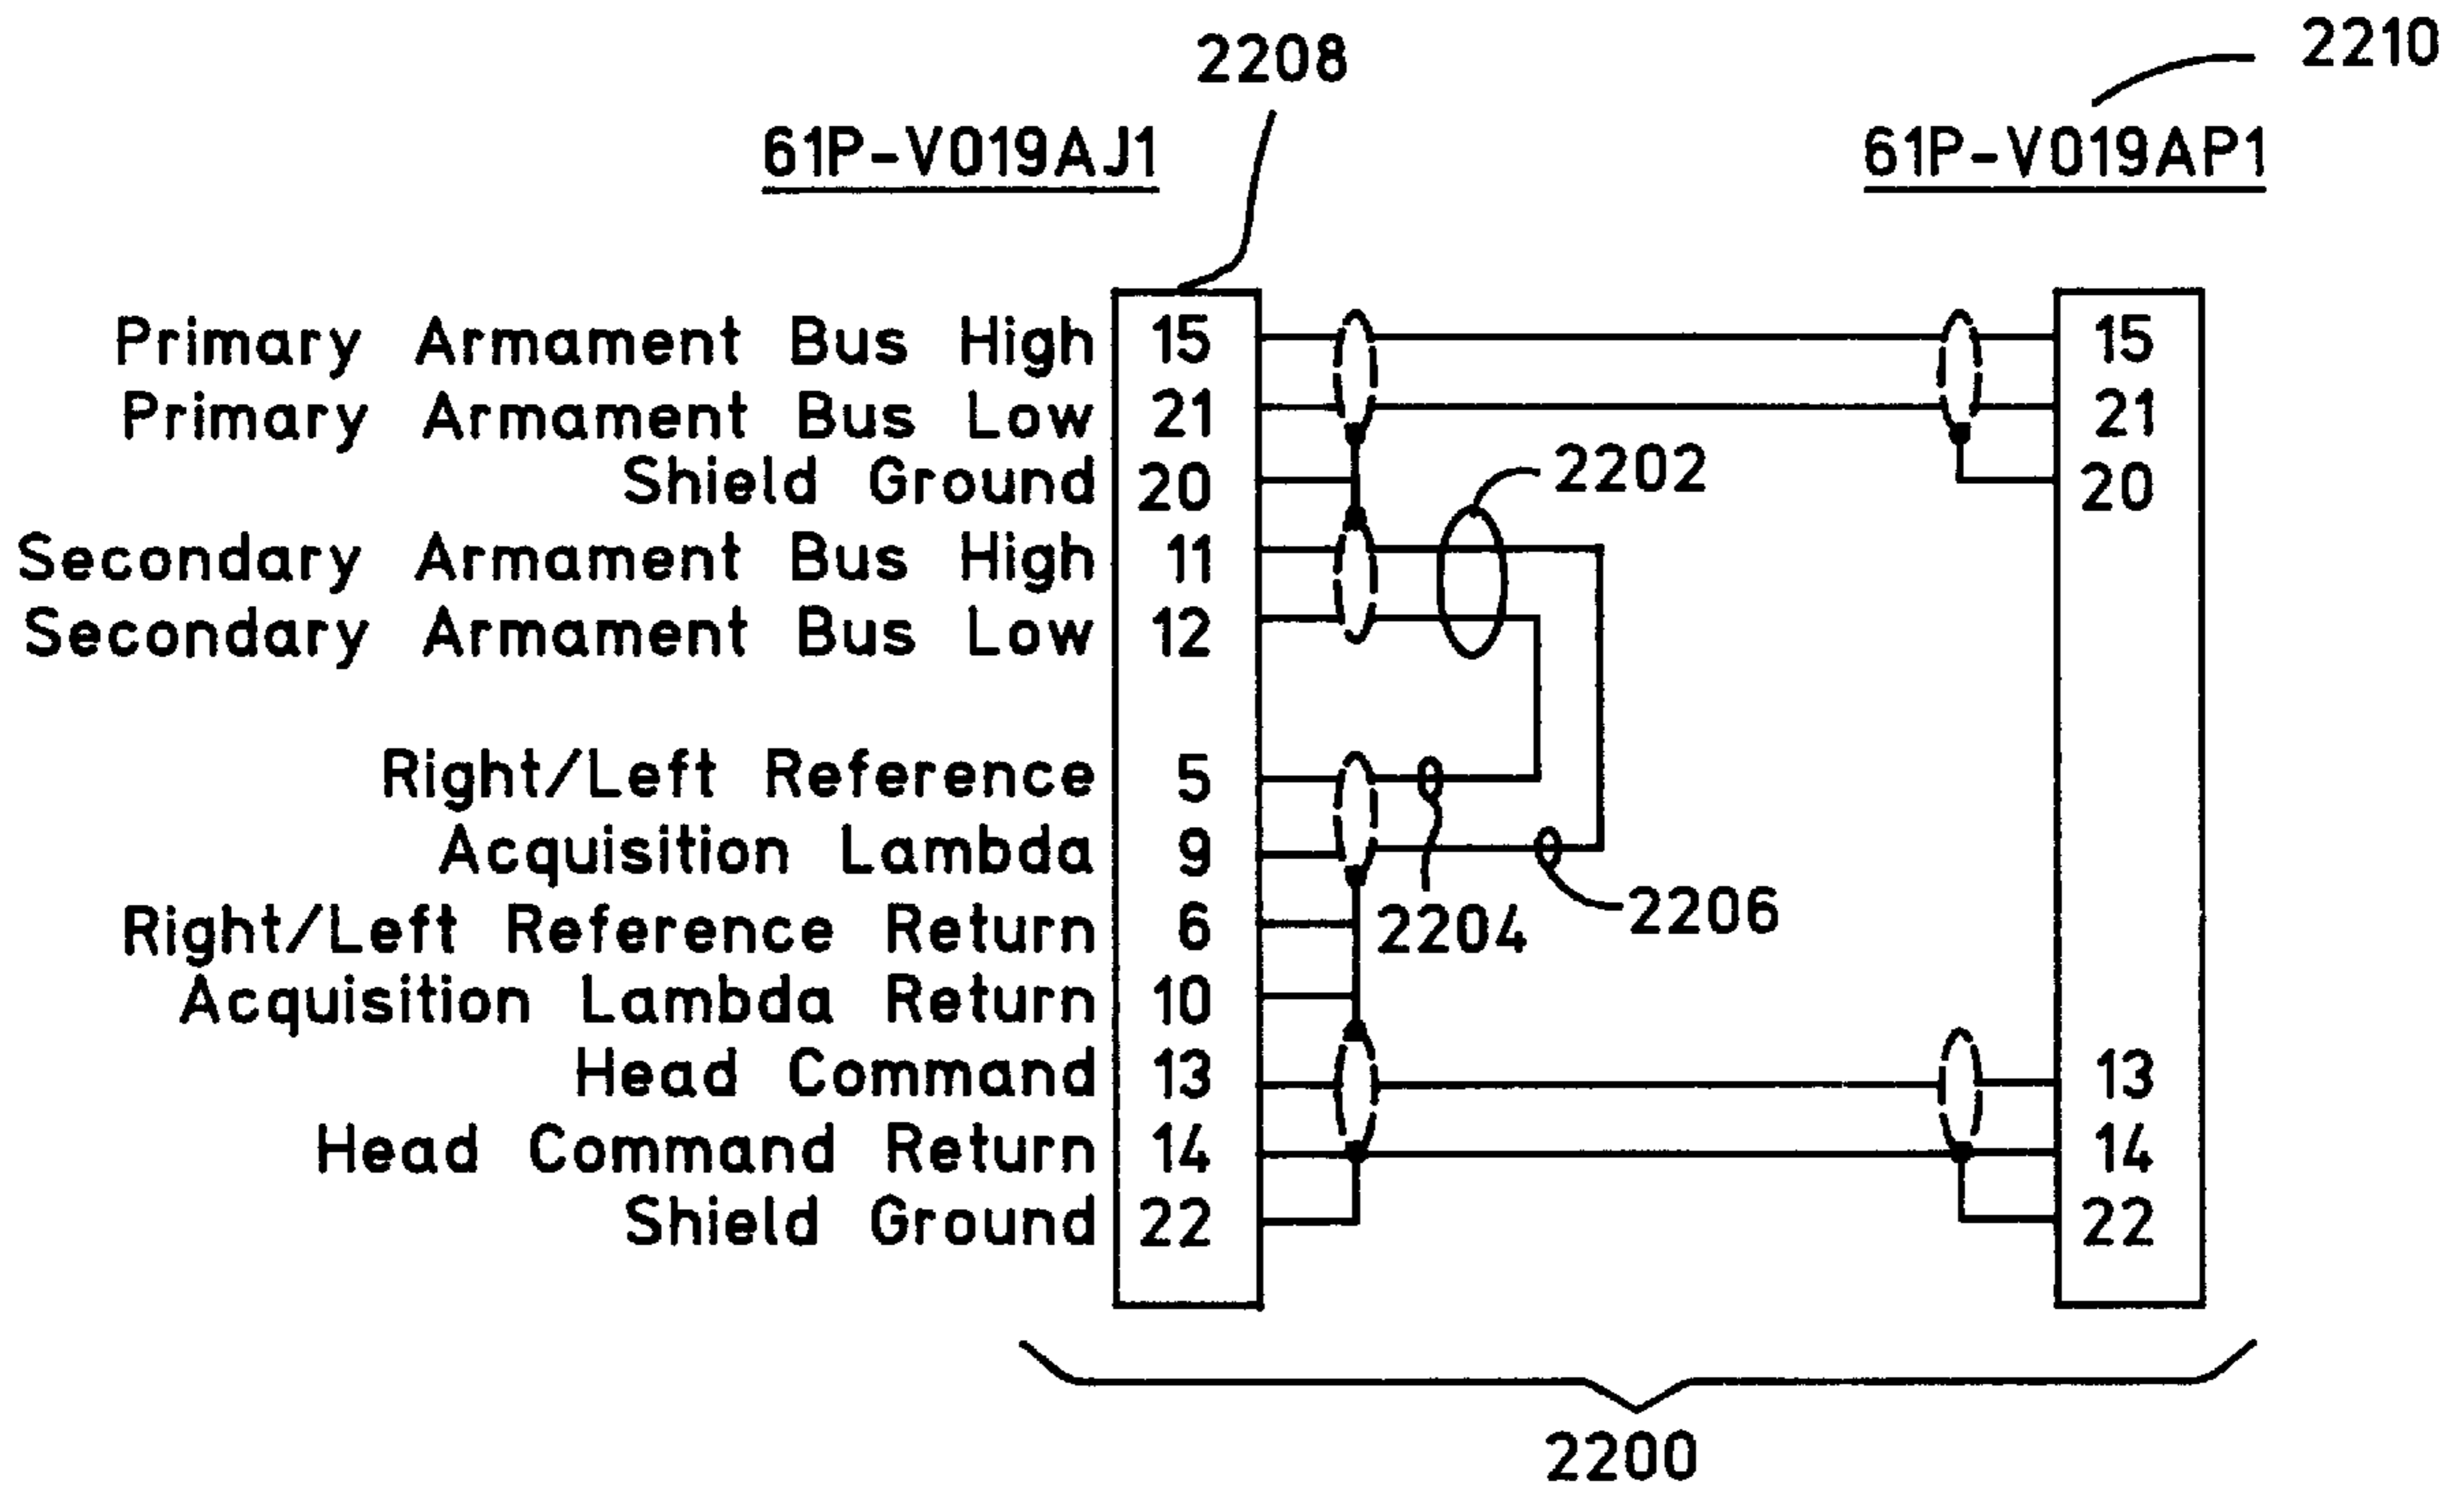 2208
2210
61P-V019AJ1
61P-V019AP1
Primary Armament Bus High 15 15
Primary Armament Bus Low 21 21
Shield Ground 20 20
2202
Secondary Armament Bus High 11
Secondary Armament Bus Low 12
Right/Left Reference 5
Acquisition Lambda 9
Right/Left Reference Return 6
2204
2206
Acquisition Lambda Return 10
Head Command 13 13
Head Command Return 14 14
Shield Ground 22 22
2200